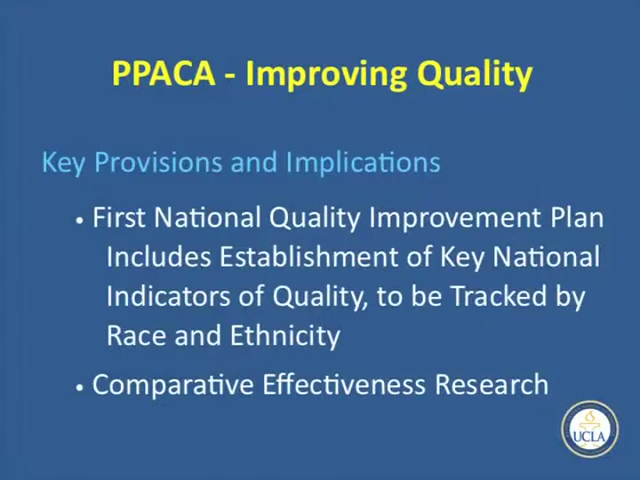 PPACA - Improving Quality
Key Provisions and Implications
• First National Quality Improvement Plan
Includes Establishment of Key National
Indicators of Quality, to be Tracked by
Race and Ethnicity
• Comparative Effectiveness Research
UCLA